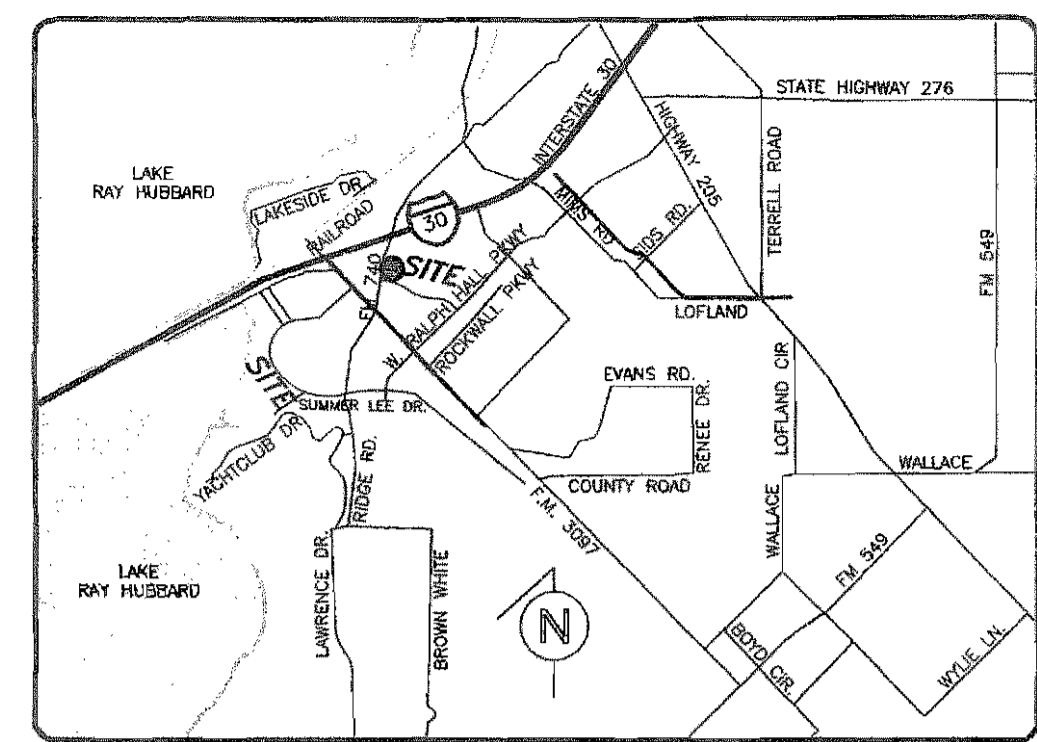 STATE HIGHWAY 276
INTERSTATE 30
HIGHWAY 205
TERRELL ROAD
LAKE
RAY HUBBARD
LAKESIDE DR.
RAILROAD
30
MIMS RD
SIDS RD.
FM 549
FM 740
SITE
W. RALPH HALL PKWY
ROCKWALL PKWY
LOFLAND
SITE
SUMMER LEE DR.
EVANS RD.
RENEE DR.
LOFLAND CIR
YACHTCLUB DR
RIDGE RD.
COUNTY ROAD
WALLACE
F.M. 3097
WALLACE
LAKE
RAY HUBBARD
LAWRENCE DR.
BROWN WHITE
N
FM 549
BOYD CIR.
WYLIE LN.